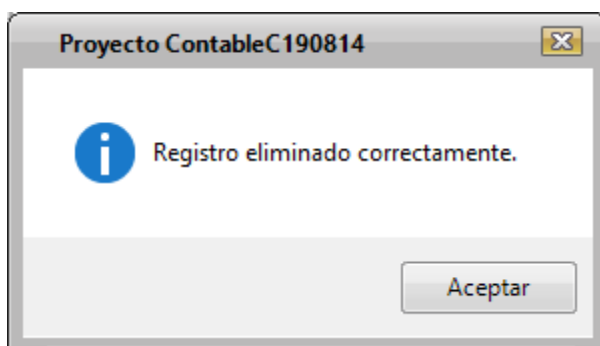 Proyecto ContableC190814
Registro eliminado correctamente.
Aceptar